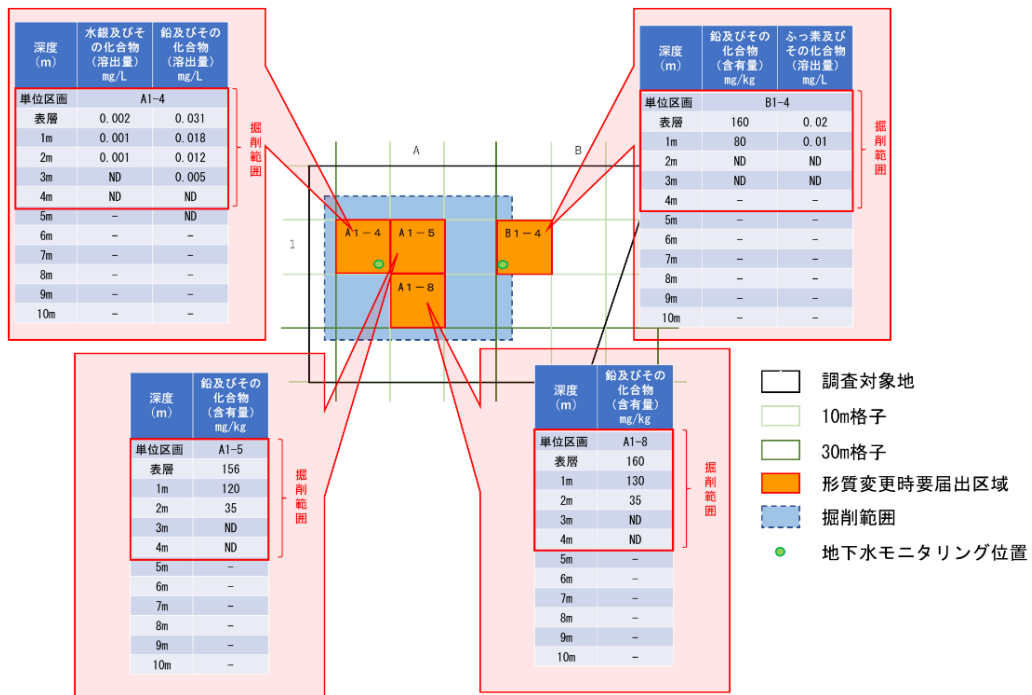 深度
（m）
水銀及びそ
の化合物
（溶出量）
mg/L
鉛及びその
化合物
（溶出量）
mg/L
単位区画 A1-4
表層 0.002 0.031
1m 0.001 0.018
2m 0.001 0.012
3m ND 0.005
4m ND ND
5m － ND
6m － －
7m － －
8m － －
9m － －
10m － －
掘削範囲
深度
（m）
鉛及びその
化合物
（含有量）
mg/kg
ふっ素及び
その化合物
（溶出量）
mg/L
単位区画 B1-4
表層 160 0.02
1m 80 0.01
2m ND ND
3m ND ND
4m － －
5m － －
6m － －
7m － －
8m － －
9m － －
10m － －
掘削範囲
A B
1
A1－4 A1－5 B1－4
A1－8
深度
（m）
鉛及びその
化合物
（含有量）
mg/kg
単位区画 A1-5
表層 156
1m 120
2m 35
3m ND
4m ND
5m －
6m －
7m －
8m －
9m －
10m －
掘削範囲
深度
（m）
鉛及びその
化合物
（含有量）
mg/kg
単位区画 A1-8
表層 160
1m 130
2m 35
3m ND
4m ND
5m －
6m －
7m －
8m －
9m －
10m －
掘削範囲
調査対象地
10m格子
30m格子
形質変更時要届出区域
掘削範囲
地下水モニタリング位置